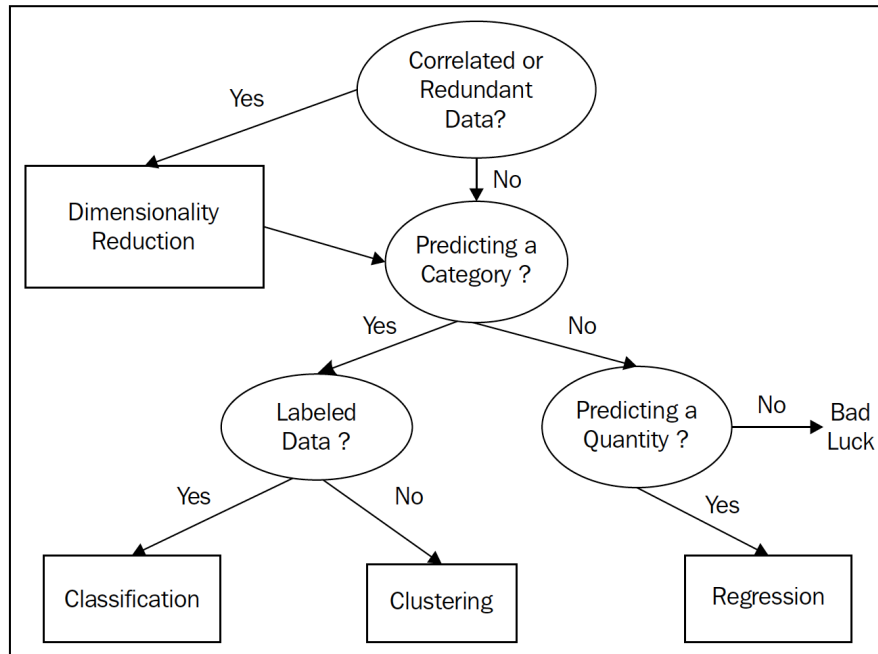 Correlated or
Redundant
Data?
Yes
No
Dimensionality
Reduction
Predicting a
Category ?
Yes
No
Labeled
Data ?
Predicting a
Quantity ?
No
Bad
Luck
Yes
No
Yes
Classification
Clustering
Regression